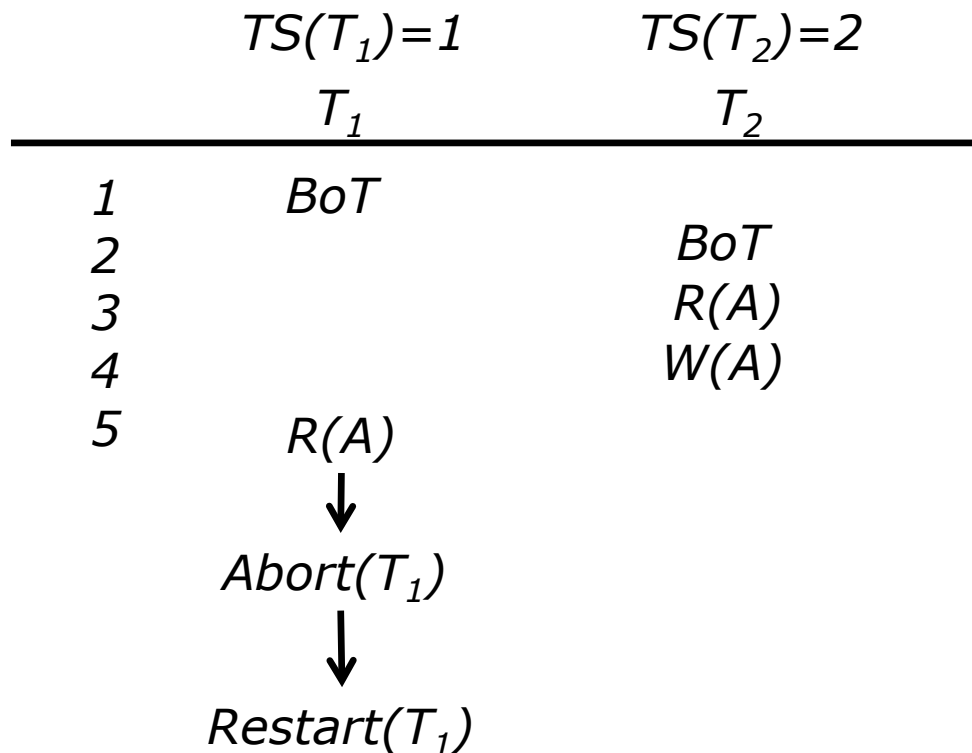 TS(T₁)=1 TS(T₂)=2
T₁ T₂
1 BoT
2 BoT
3 R(A)
4 W(A)
5 R(A)
Abort(T₁)
Restart(T₁)